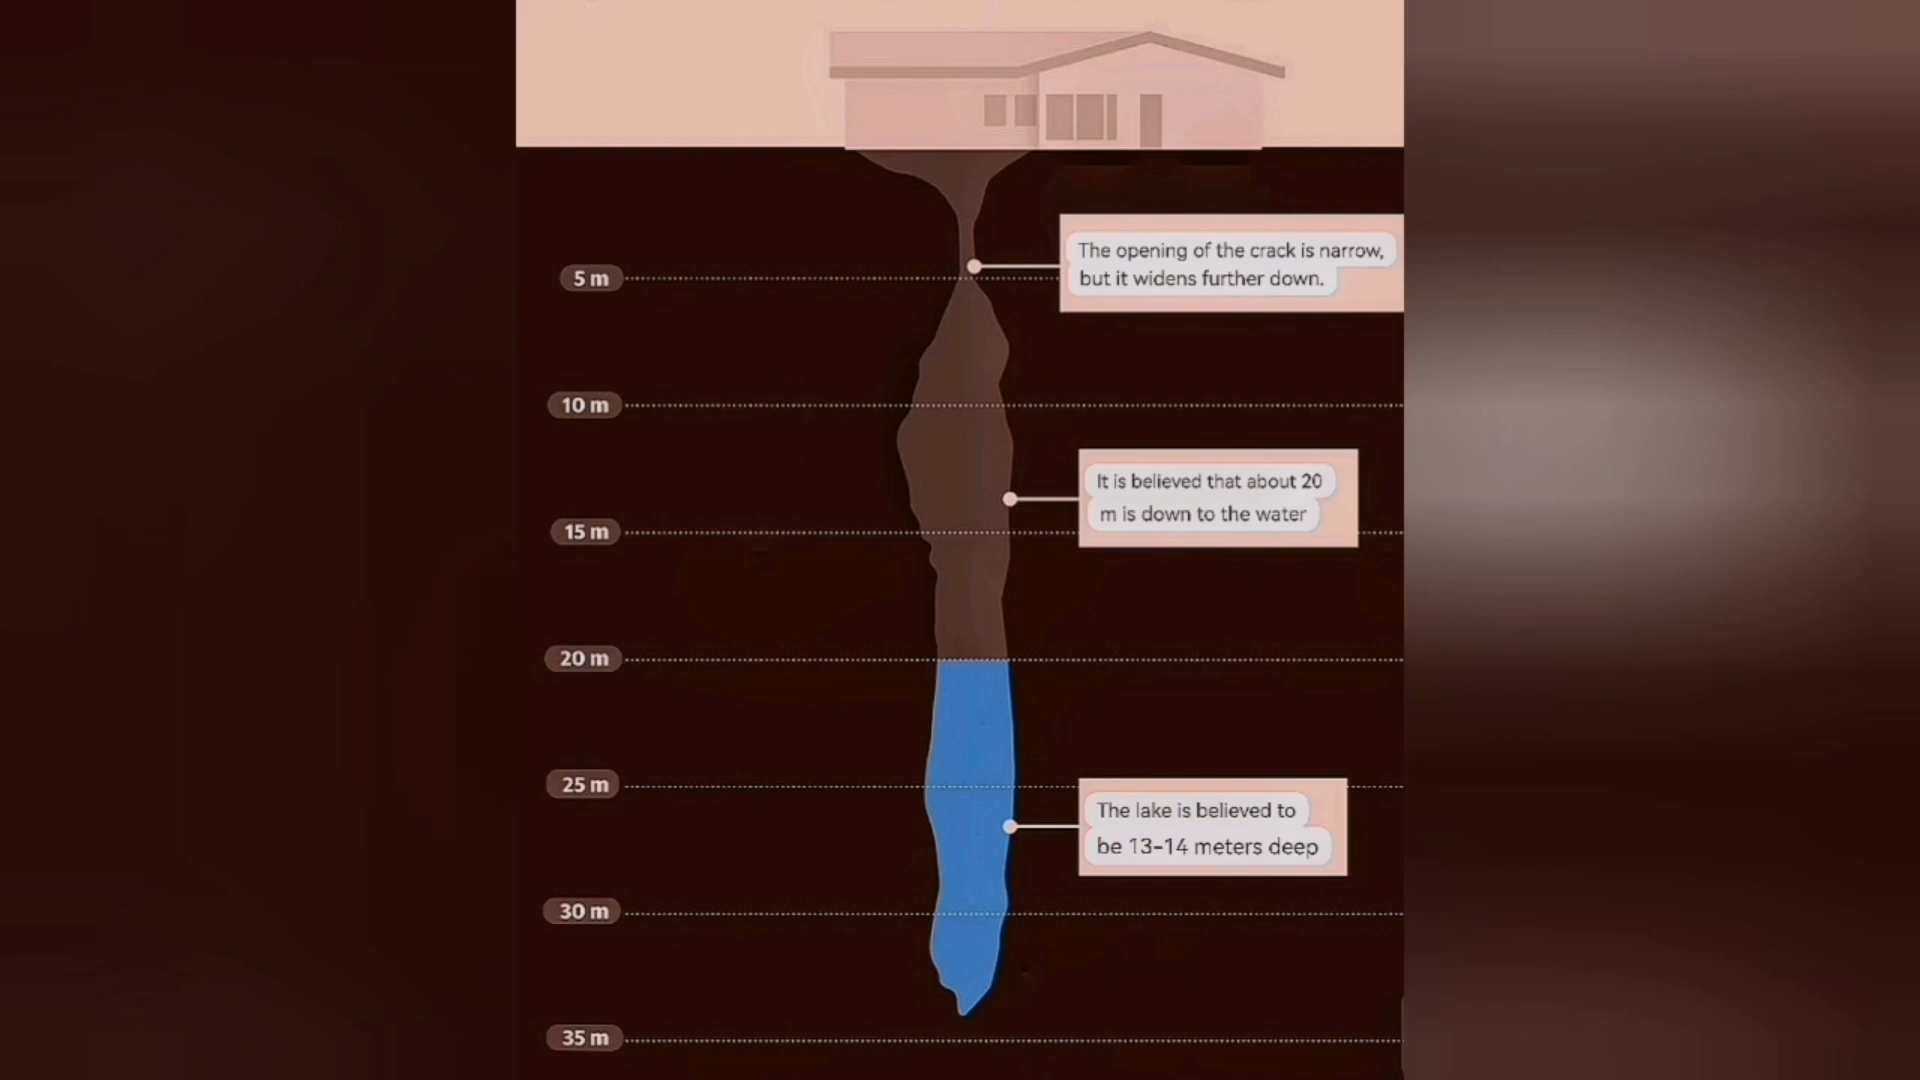 The opening of the crack is narrow,
but it widens further down.
5 m
10 m
It is believed that about 20
m is down to the water
15 m
20 m
25 m
The lake is believed to
be 13-14 meters deep
30 m
35 m